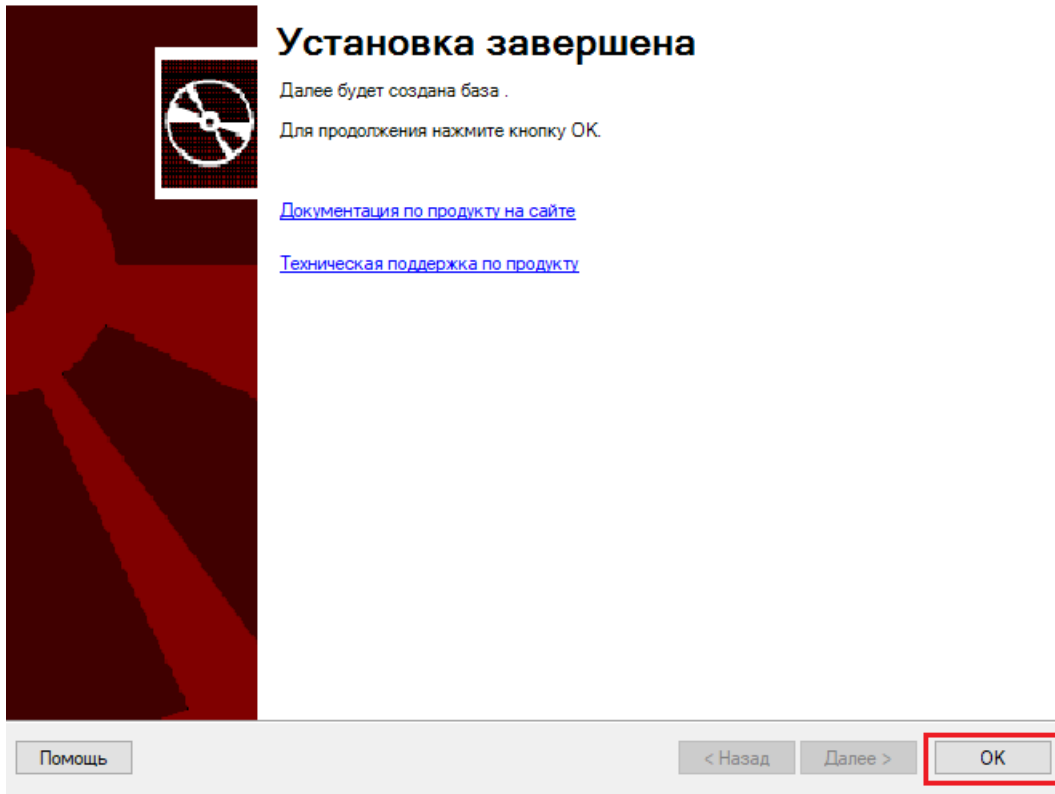 Установка завершена
Далее будет создана база .
Для продолжения нажмите кнопку ОК.
Документация по продукту на сайте
Техническая поддержка по продукту
Помощь
< Назад
Далее >
ОК